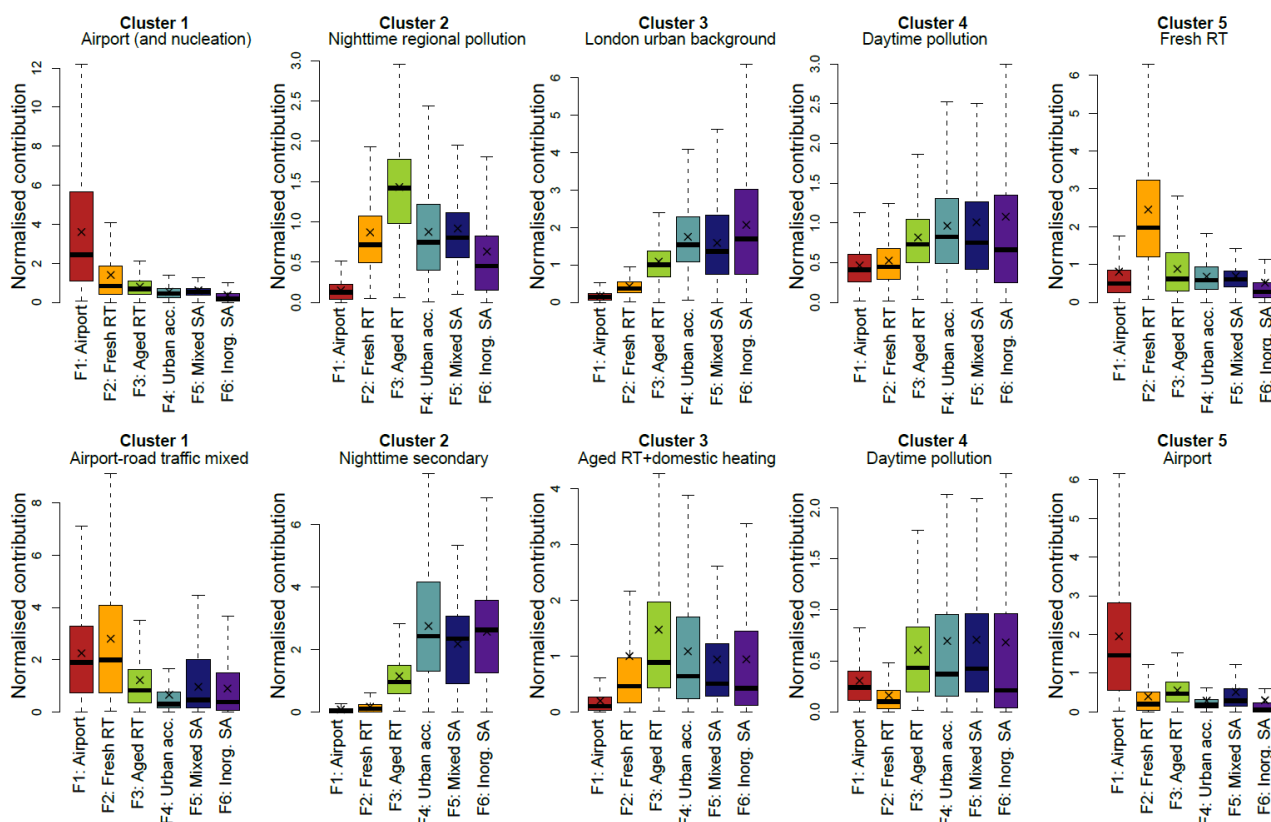 Cluster 1
Airport (and nucleation)
Normalised contribution
0
2
4
6
8
10
12
F1: Airport
F2: Fresh RT
F3: Aged RT
F4: Urban acc.
F5: Mixed SA
F6: Inorg. SA
Cluster 2
Nighttime regional pollution
Normalised contribution
0.0
0.5
1.0
1.5
2.0
2.5
3.0
F1: Airport
F2: Fresh RT
F3: Aged RT
F4: Urban acc.
F5: Mixed SA
F6: Inorg. SA
Cluster 3
London urban background
Normalised contribution
0
1
2
3
4
5
6
F1: Airport
F2: Fresh RT
F3: Aged RT
F4: Urban acc.
F5: Mixed SA
F6: Inorg. SA
Cluster 4
Daytime pollution
Normalised contribution
0.0
0.5
1.0
1.5
2.0
2.5
3.0
F1: Airport
F2: Fresh RT
F3: Aged RT
F4: Urban acc.
F5: Mixed SA
F6: Inorg. SA
Cluster 5
Fresh RT
Normalised contribution
0
1
2
3
4
5
6
F1: Airport
F2: Fresh RT
F3: Aged RT
F4: Urban acc.
F5: Mixed SA
F6: Inorg. SA
Cluster 1
Airport-road traffic mixed
Normalised contribution
0
2
4
6
8
F1: Airport
F2: Fresh RT
F3: Aged RT
F4: Urban acc.
F5: Mixed SA
F6: Inorg. SA
Cluster 2
Nighttime secondary
Normalised contribution
0
2
4
6
F1: Airport
F2: Fresh RT
F3: Aged RT
F4: Urban acc.
F5: Mixed SA
F6: Inorg. SA
Cluster 3
Aged RT+domestic heating
Normalised contribution
0
1
2
3
4
F1: Airport
F2: Fresh RT
F3: Aged RT
F4: Urban acc.
F5: Mixed SA
F6: Inorg. SA
Cluster 4
Daytime pollution
Normalised contribution
0.0
0.5
1.0
1.5
2.0
F1: Airport
F2: Fresh RT
F3: Aged RT
F4: Urban acc.
F5: Mixed SA
F6: Inorg. SA
Cluster 5
Airport
Normalised contribution
0
1
2
3
4
5
6
F1: Airport
F2: Fresh RT
F3: Aged RT
F4: Urban acc.
F5: Mixed SA
F6: Inorg. SA